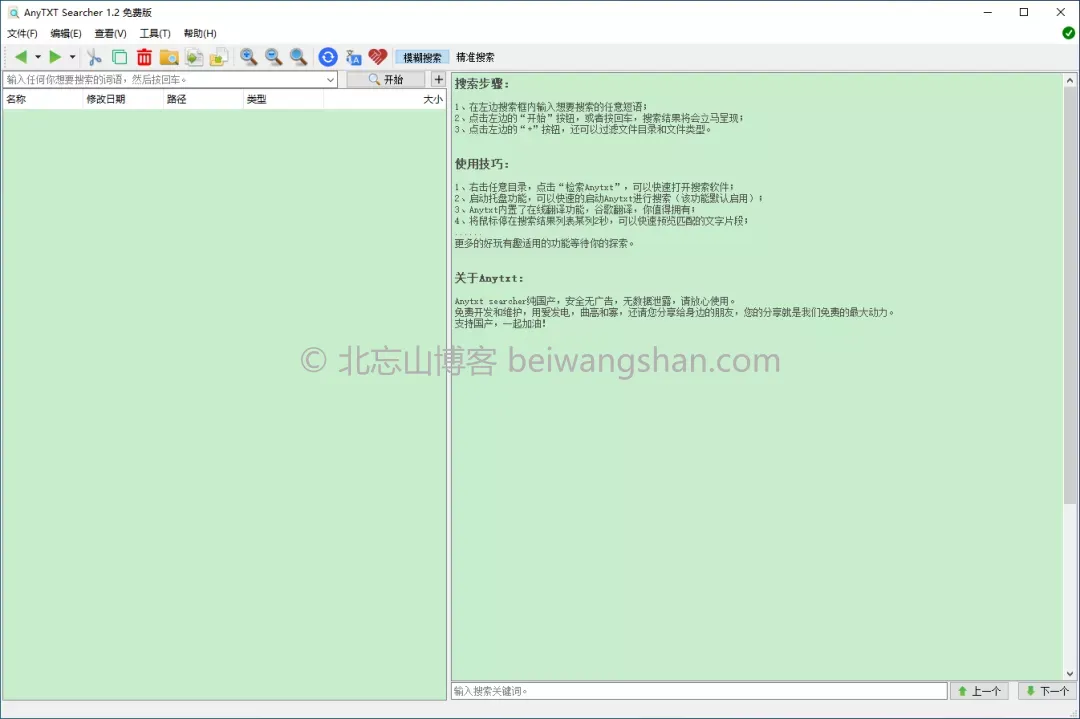 AnyTXT Searcher 1.2 免费版
文件(F) 编辑(E) 查看(V) 工具(T) 帮助(H)
模糊搜索 精准搜索
输入任何你想要搜索的词语，然后按回车。 开始 +
名称 修改日期 路径 类型 大小
搜索步骤：
1、在左边搜索框内输入想要搜索的任意短语；
2、点击左边的“开始”按钮，或者按回车，搜索结果将会立马呈现；
3、点击左边的“+”按钮，还可以过滤文件目录和文件类型。
使用技巧：
1、右击任意目录，点击“检索Anytxt”，可以快速打开搜索软件；
2、启动托盘功能，可以快速的启动Anytxt进行搜索（该功能默认启用）；
3、Anytxt内置了在线翻译功能，谷歌翻译，你值得拥有；
4、将鼠标停在搜索结果列表某列2秒，可以快速预览匹配的文字片段；
......
更多的好玩有趣适用的功能等待你的探索。
关于Anytxt：
Anytxt searcher纯国产，安全无广告，无数据泄露，请放心使用。
免费开发和维护，用爱发电，曲高和寡，还请您分享给身边的朋友，您的分享就是我们免费的最大动力。
支持国产，一起加油！
© 北忘山博客 beiwangshan.com
输入搜索关键词。 上一个 下一个